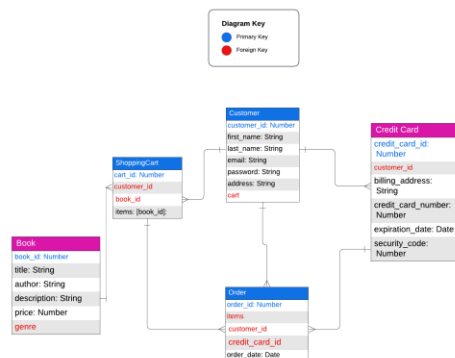 Diagram Key
Primary Key
Foreign Key
Customer
customer_id: Number
first_name: String
last_name: String
email: String
password: String
address: String
cart
Credit Card
credit_card_id:
Number
customer_id
billing_address:
String
credit_card_number:
Number
expiration_date: Date
security_code:
Number
ShoppingCart
cart_id: Number
customer_id
book_id
items: [book_id]:
Book
book_id: Number
title: String
author: String
description: String
price: Number
genre
Order
order_id: Number
items
customer_id
credit_card_id
order_date: Date